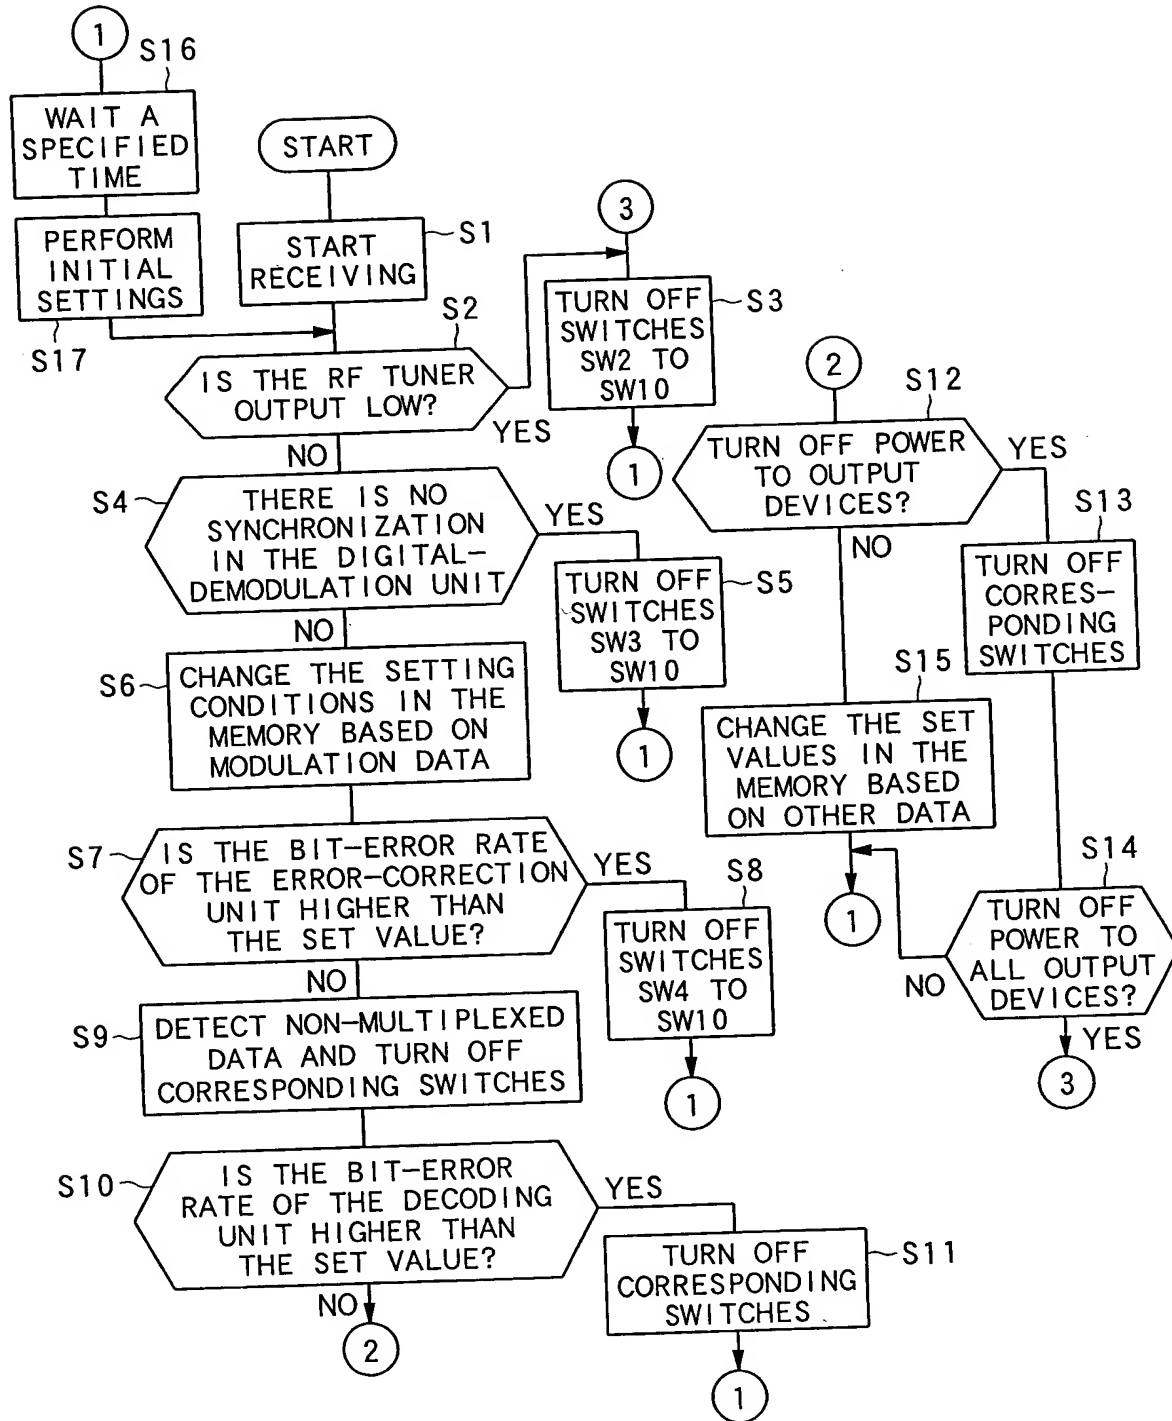 1
S16
WAIT A
SPECIFIED
TIME
PERFORM
INITIAL
SETTINGS
S17
START
START
RECEIVING
S1
S2
IS THE RF TUNER
OUTPUT LOW?
YES
NO
3
TURN OFF
SWITCHES
SW2 TO
SW10
S3
1
S4
THERE IS NO
SYNCHRONIZATION
IN THE DIGITAL-
DEMODULATION UNIT
YES
NO
TURN OFF
SWITCHES
SW3 TO
SW10
S5
1
S6
CHANGE THE SETTING
CONDITIONS IN THE
MEMORY BASED ON
MODULATION DATA
S7
IS THE BIT-ERROR RATE
OF THE ERROR-CORRECTION
UNIT HIGHER THAN
THE SET VALUE?
YES
NO
S8
TURN OFF
SWITCHES
SW4 TO
SW10
1
S9
DETECT NON-MULTIPLEXED
DATA AND TURN OFF
CORRESPONDING SWITCHES
S10
IS THE BIT-ERROR
RATE OF THE DECODING
UNIT HIGHER THAN
THE SET VALUE?
YES
NO
2
TURN OFF
CORRESPONDING
SWITCHES
S11
1
2
S12
TURN OFF POWER
TO OUTPUT
DEVICES?
YES
NO
S13
TURN OFF
CORRES-
PONDING
SWITCHES
S15
CHANGE THE SET
VALUES IN THE
MEMORY BASED
ON OTHER DATA
1
S14
TURN OFF
POWER TO
ALL OUTPUT
DEVICES?
NO
YES
3